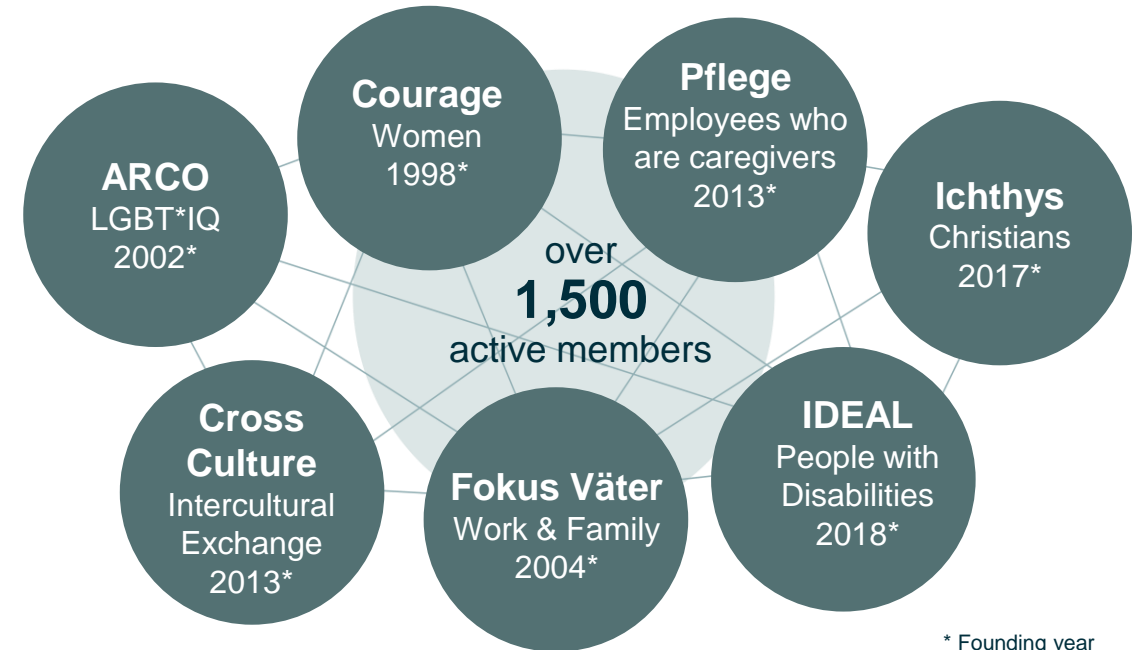 Courage
Women
1998*
Pflege
Employees who
are caregivers
2013*
ARCO
LGBT*IQ
2002*
Ichthys
Christians
2017*
over
1,500
active members
Cross
Culture
Intercultural
Exchange
2013*
Fokus Väter
Work & Family
2004*
IDEAL
People with
Disabilities
2018*
* Founding year